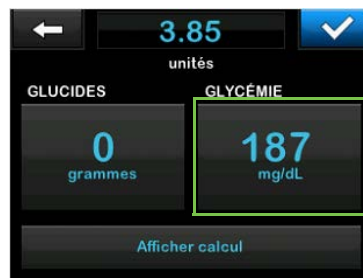 3.85
unités
GLUCIDES
GLYCÉMIE
0
grammes
187
mg/dL
Afficher calcul